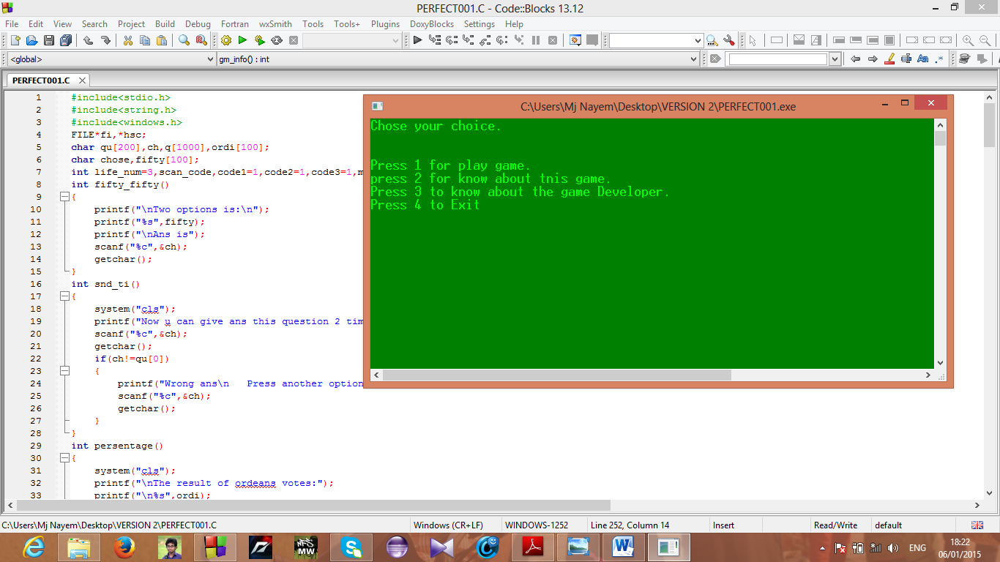 PERFECT001.C - Code::Blocks 13.12
File Edit View Search Project Build Debug Fortran wxSmith Tools Tools+ Plugins DoxyBlocks Settings Help
<global>
gm_info() : int
PERFECT001.C
1 #include<stdio.h>
2 #include<string.h>
3 #include<windows.h>
4 FILE*fi,*hsc;
5 char qu[200],ch,q[1000],ordi[100];
6 char chose,fifty[100];
7 int life_num=3,scan_code,code1=1,code2=1,code3=1,m
8 int fifty_fifty()
9 {
10 printf("\nTwo options is:\n");
11 printf("%s",fifty);
12 printf("\nAns is");
13 scanf("%c",&ch);
14 getchar();
15 }
16 int snd_ti()
17 {
18 system("cls");
19 printf("Now u can give ans this question 2 tim
20 scanf("%c",&ch);
21 getchar();
22 if(ch!=qu[0])
23 {
24 printf("Wrong ans\n   Press another option
25 scanf("%c",&ch);
26 getchar();
27 }
28 }
29 int persentage()
30 {
31 system("cls");
32 printf("\nThe result of ordeans votes:");
33 printf("\n%s",ordi);
C:\Users\Mj Nayem\Desktop\VERSION 2\PERFECT001.exe
Chose your choice.
Press 1 for play game.
press 2 for know about tnis game.
Press 3 to know about the game Developer.
Press 4 to Exit
C:\Users\Mj Nayem\Desktop\VERSION 2\PERFECT001.C
Windows (CR+LF)
WINDOWS-1252
Line 252, Column 14
Insert
Read/Write
default
NFS
MW
ENG
18:22
06/01/2015